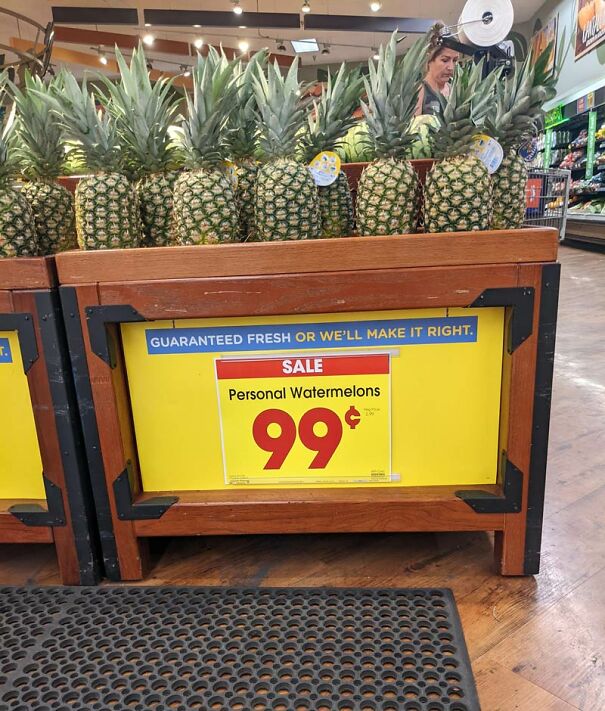 GUARANTEED FRESH OR WE'LL MAKE IT RIGHT.
SALE
Personal Watermelons
99¢
T.